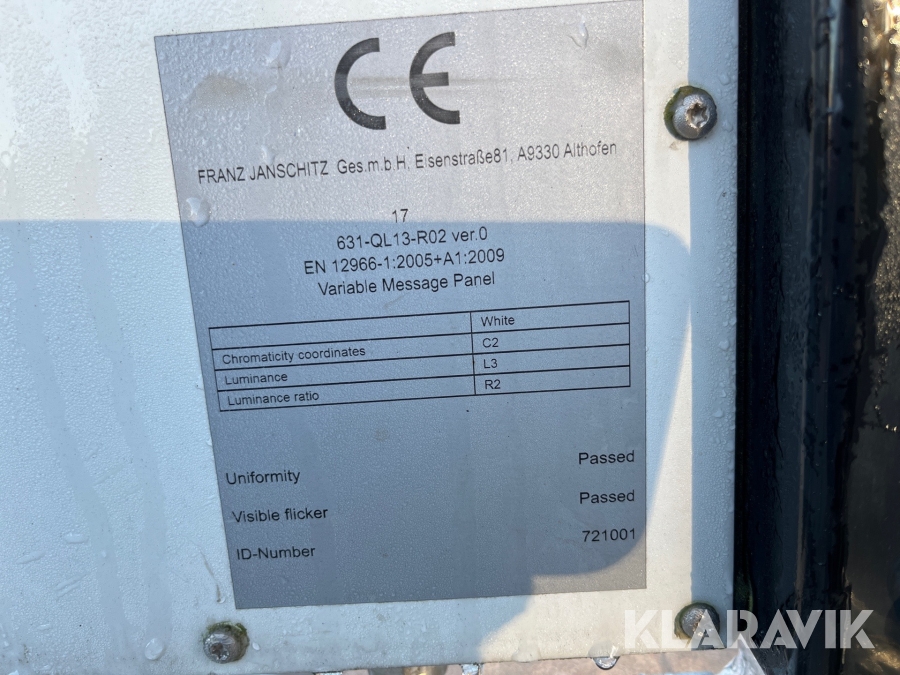 CE
FRANZ JANSCHITZ Ges.m.b.H, Eisenstraße81, A9330 Althofen
17
631-QL13-R02 ver.0
EN 12966-1:2005+A1:2009
Variable Message Panel
White
Chromaticity coordinates C2
Luminance L3
Luminance ratio R2
Uniformity Passed
Visible flicker Passed
ID-Number 721001
KLARAVIK